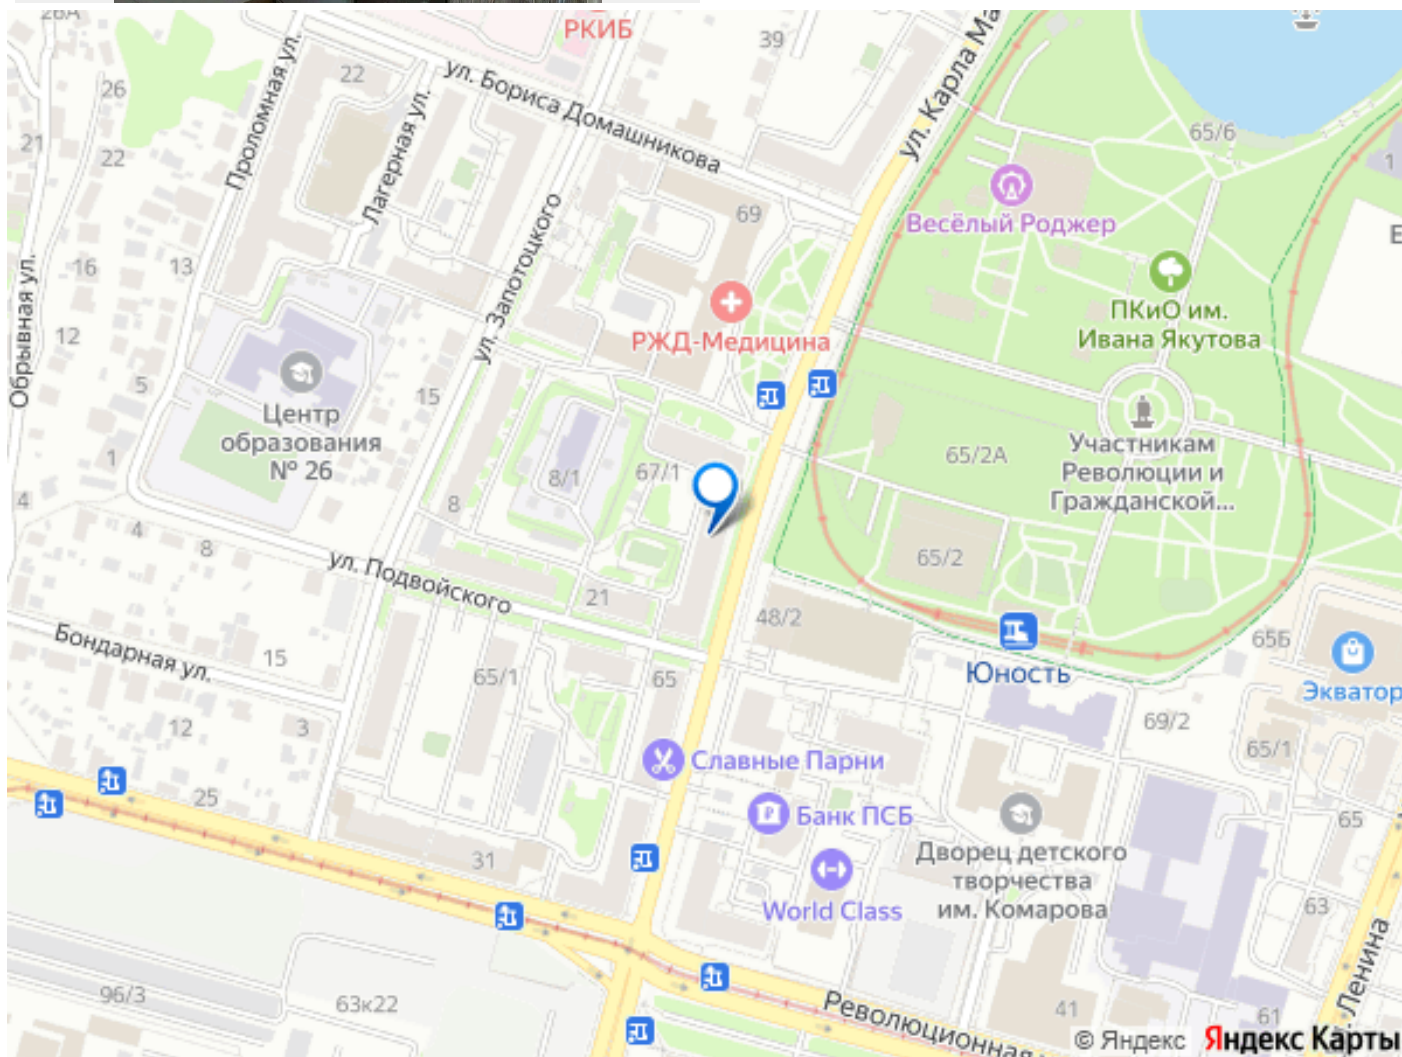 26А
РКИБ
39
ул. Карла Ма
Проломная ул.
22
ул. Бориса Домашникова
26
Лагерная ул.
21
22
65/6
1
Весёлый Роджер
69
Обрывная ул.
16
13
ул. Запотоцкого
ПКиО им.
Ивана Якутова
РЖД-Медицина
12
5
15
Центр
образования
№ 26
Участникам
Революции и
Гражданской...
65/2А
1
4
8/1
67/1
8
4
8
65/2
ул. Подвойского
21
48/2
Бондарная ул.
15
65/1
65
Юность
65Б
Экватор
12
3
69/2
65/1
Славные Парни
25
Банк ПСБ
65
31
Дворец детского
творчества
им. Комарова
World Class
63
96/3
63к22
Революционная
41
61
Ленина
© Яндекс Яндекс Карты